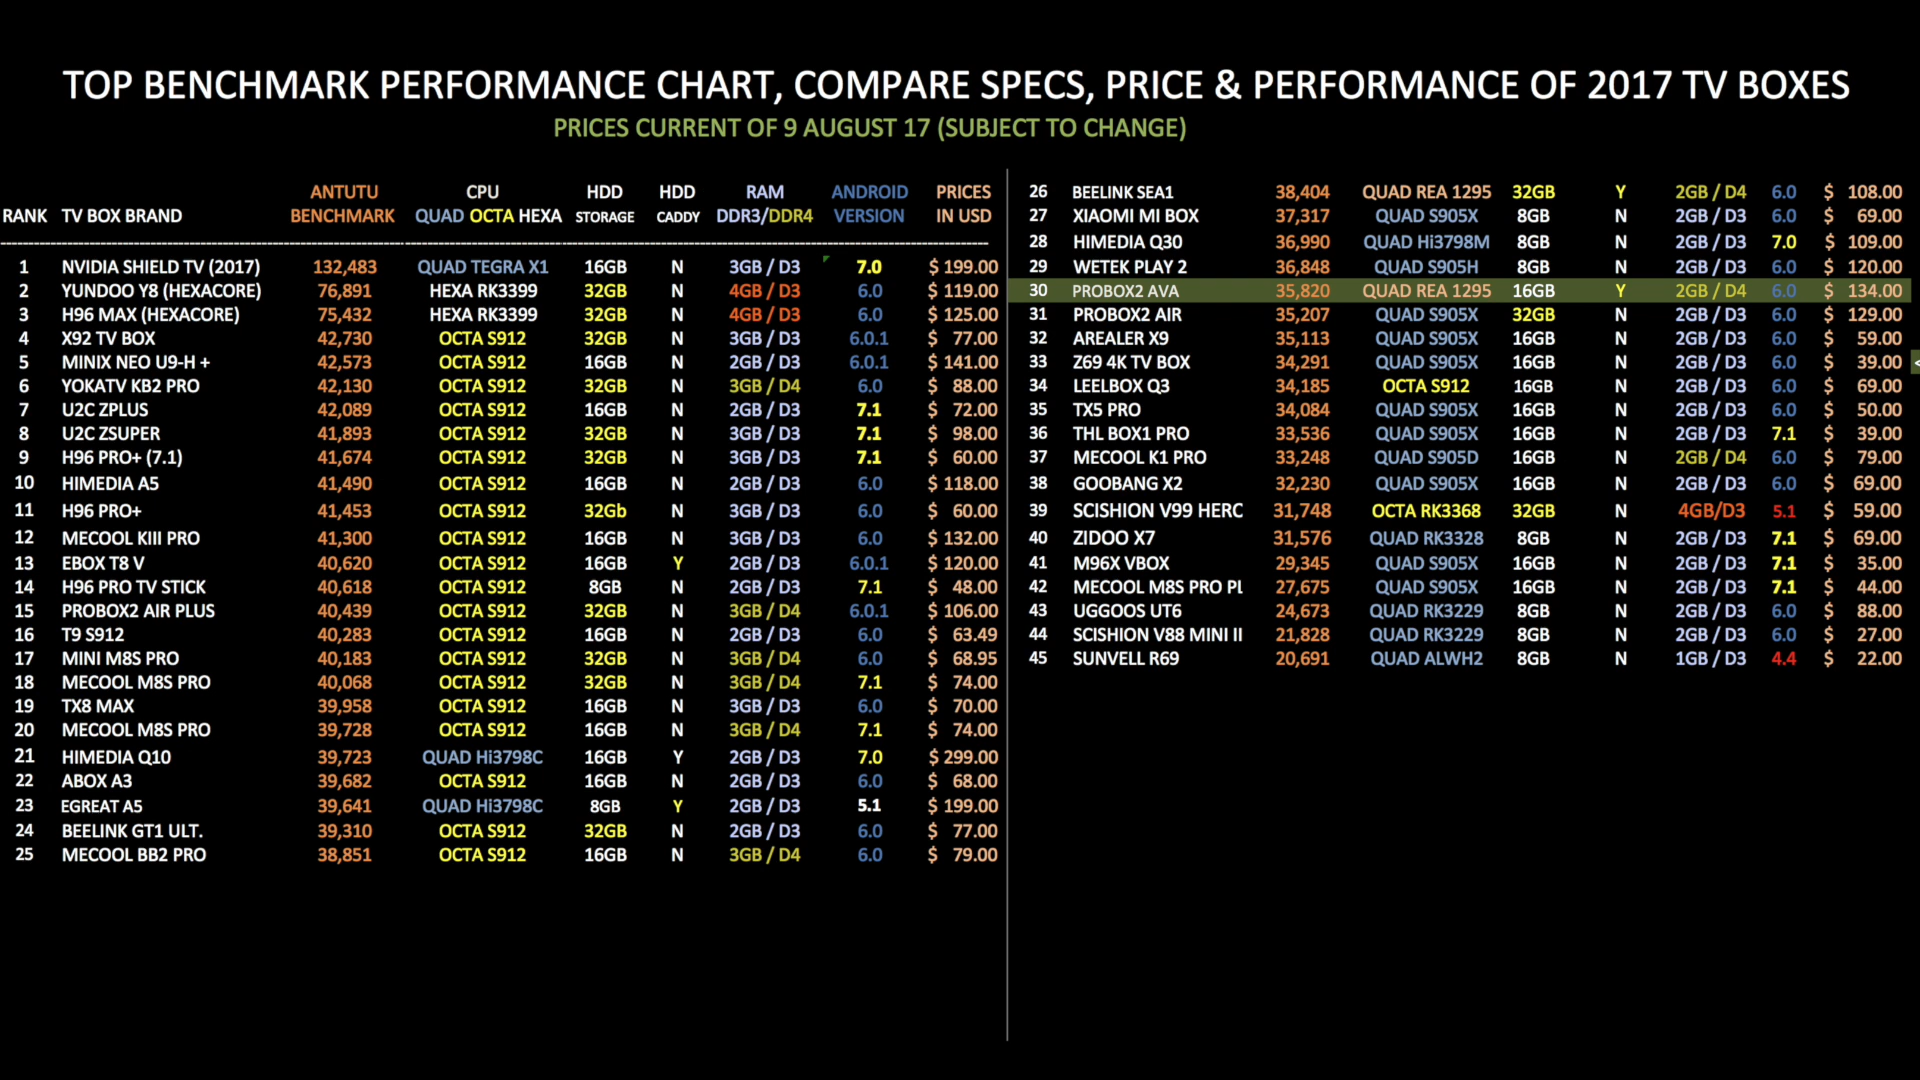 TOP BENCHMARK PERFORMANCE CHART, COMPARE SPECS, PRICE & PERFORMANCE OF 2017 TV BOXES
PRICES CURRENT OF 9 AUGUST 17 (SUBJECT TO CHANGE)
ANTUTU CPU HDD HDD RAM ANDROID PRICES
RANK TV BOX BRAND BENCHMARK QUAD OCTA HEXA STORAGE CADDY DDR3/DDR4 VERSION IN USD
1 NVIDIA SHIELD TV (2017) 132,483 QUAD TEGRA X1 16GB N 3GB / D3 7.0 $ 199.00
2 YUNDOO Y8 (HEXACORE) 76,891 HEXA RK3399 32GB N 4GB / D3 6.0 $ 119.00
3 H96 MAX (HEXACORE) 75,432 HEXA RK3399 32GB N 4GB / D3 6.0 $ 125.00
4 X92 TV BOX 42,730 OCTA S912 32GB N 3GB / D3 6.0.1 $ 77.00
5 MINIX NEO U9-H + 42,573 OCTA S912 16GB N 2GB / D3 6.0.1 $ 141.00
6 YOKATV KB2 PRO 42,130 OCTA S912 32GB N 3GB / D4 6.0 $ 88.00
7 U2C ZPLUS 42,089 OCTA S912 16GB N 2GB / D3 7.1 $ 72.00
8 U2C ZSUPER 41,893 OCTA S912 32GB N 3GB / D3 7.1 $ 98.00
9 H96 PRO+ (7.1) 41,674 OCTA S912 32GB N 3GB / D3 7.1 $ 60.00
10 HIMEDIA A5 41,490 OCTA S912 16GB N 2GB / D3 6.0 $ 118.00
11 H96 PRO+ 41,453 OCTA S912 32Gb N 3GB / D3 6.0 $ 60.00
12 MECOOL KIII PRO 41,300 OCTA S912 16GB N 3GB / D3 6.0 $ 132.00
13 EBOX T8 V 40,620 OCTA S912 16GB Y 2GB / D3 6.0.1 $ 120.00
14 H96 PRO TV STICK 40,618 OCTA S912 8GB N 2GB / D3 7.1 $ 48.00
15 PROBOX2 AIR PLUS 40,439 OCTA S912 32GB N 3GB / D4 6.0.1 $ 106.00
16 T9 S912 40,283 OCTA S912 16GB N 2GB / D3 6.0 $ 63.49
17 MINI M8S PRO 40,183 OCTA S912 32GB N 3GB / D4 6.0 $ 68.95
18 MECOOL M8S PRO 40,068 OCTA S912 32GB N 3GB / D4 7.1 $ 74.00
19 TX8 MAX 39,958 OCTA S912 16GB N 3GB / D3 6.0 $ 70.00
20 MECOOL M8S PRO 39,728 OCTA S912 16GB N 3GB / D4 7.1 $ 74.00
21 HIMEDIA Q10 39,723 QUAD Hi3798C 16GB Y 2GB / D3 7.0 $ 299.00
22 ABOX A3 39,682 OCTA S912 16GB N 2GB / D3 6.0 $ 68.00
23 EGREAT A5 39,641 QUAD Hi3798C 8GB Y 2GB / D3 5.1 $ 199.00
24 BEELINK GT1 ULT. 39,310 OCTA S912 32GB N 2GB / D3 6.0 $ 77.00
25 MECOOL BB2 PRO 38,851 OCTA S912 16GB N 3GB / D4 6.0 $ 79.00
26 BEELINK SEA1 38,404 QUAD REA 1295 32GB Y 2GB / D4 6.0 $ 108.00
27 XIAOMI MI BOX 37,317 QUAD S905X 8GB N 2GB / D3 6.0 $ 69.00
28 HIMEDIA Q30 36,990 QUAD Hi3798M 8GB N 2GB / D3 7.0 $ 109.00
29 WETEK PLAY 2 36,848 QUAD S905H 8GB N 2GB / D3 6.0 $ 120.00
30 PROBOX2 AVA 35,820 QUAD REA 1295 16GB Y 2GB / D4 6.0 $ 134.00
31 PROBOX2 AIR 35,207 QUAD S905X 32GB N 2GB / D3 6.0 $ 129.00
32 AREALER X9 35,113 QUAD S905X 16GB N 2GB / D3 6.0 $ 59.00
33 Z69 4K TV BOX 34,291 QUAD S905X 16GB N 2GB / D3 6.0 $ 39.00 <
34 LEELBOX Q3 34,185 OCTA S912 16GB N 2GB / D3 6.0 $ 69.00
35 TX5 PRO 34,084 QUAD S905X 16GB N 2GB / D3 6.0 $ 50.00
36 THL BOX1 PRO 33,536 QUAD S905X 16GB N 2GB / D3 7.1 $ 39.00
37 MECOOL K1 PRO 33,248 QUAD S905D 16GB N 2GB / D4 6.0 $ 79.00
38 GOOBANG X2 32,230 QUAD S905X 16GB N 2GB / D3 6.0 $ 69.00
39 SCISHION V99 HERC 31,748 OCTA RK3368 32GB N 4GB/D3 5.1 $ 59.00
40 ZIDOO X7 31,576 QUAD RK3328 8GB N 2GB / D3 7.1 $ 69.00
41 M96X VBOX 29,345 QUAD S905X 16GB N 2GB / D3 7.1 $ 35.00
42 MECOOL M8S PRO PL 27,675 QUAD S905X 16GB N 2GB / D3 7.1 $ 44.00
43 UGGOOS UT6 24,673 QUAD RK3229 8GB N 2GB / D3 6.0 $ 88.00
44 SCISHION V88 MINI II 21,828 QUAD RK3229 8GB N 2GB / D3 6.0 $ 27.00
45 SUNVELL R69 20,691 QUAD ALWH2 8GB N 1GB / D3 4.4 $ 22.00